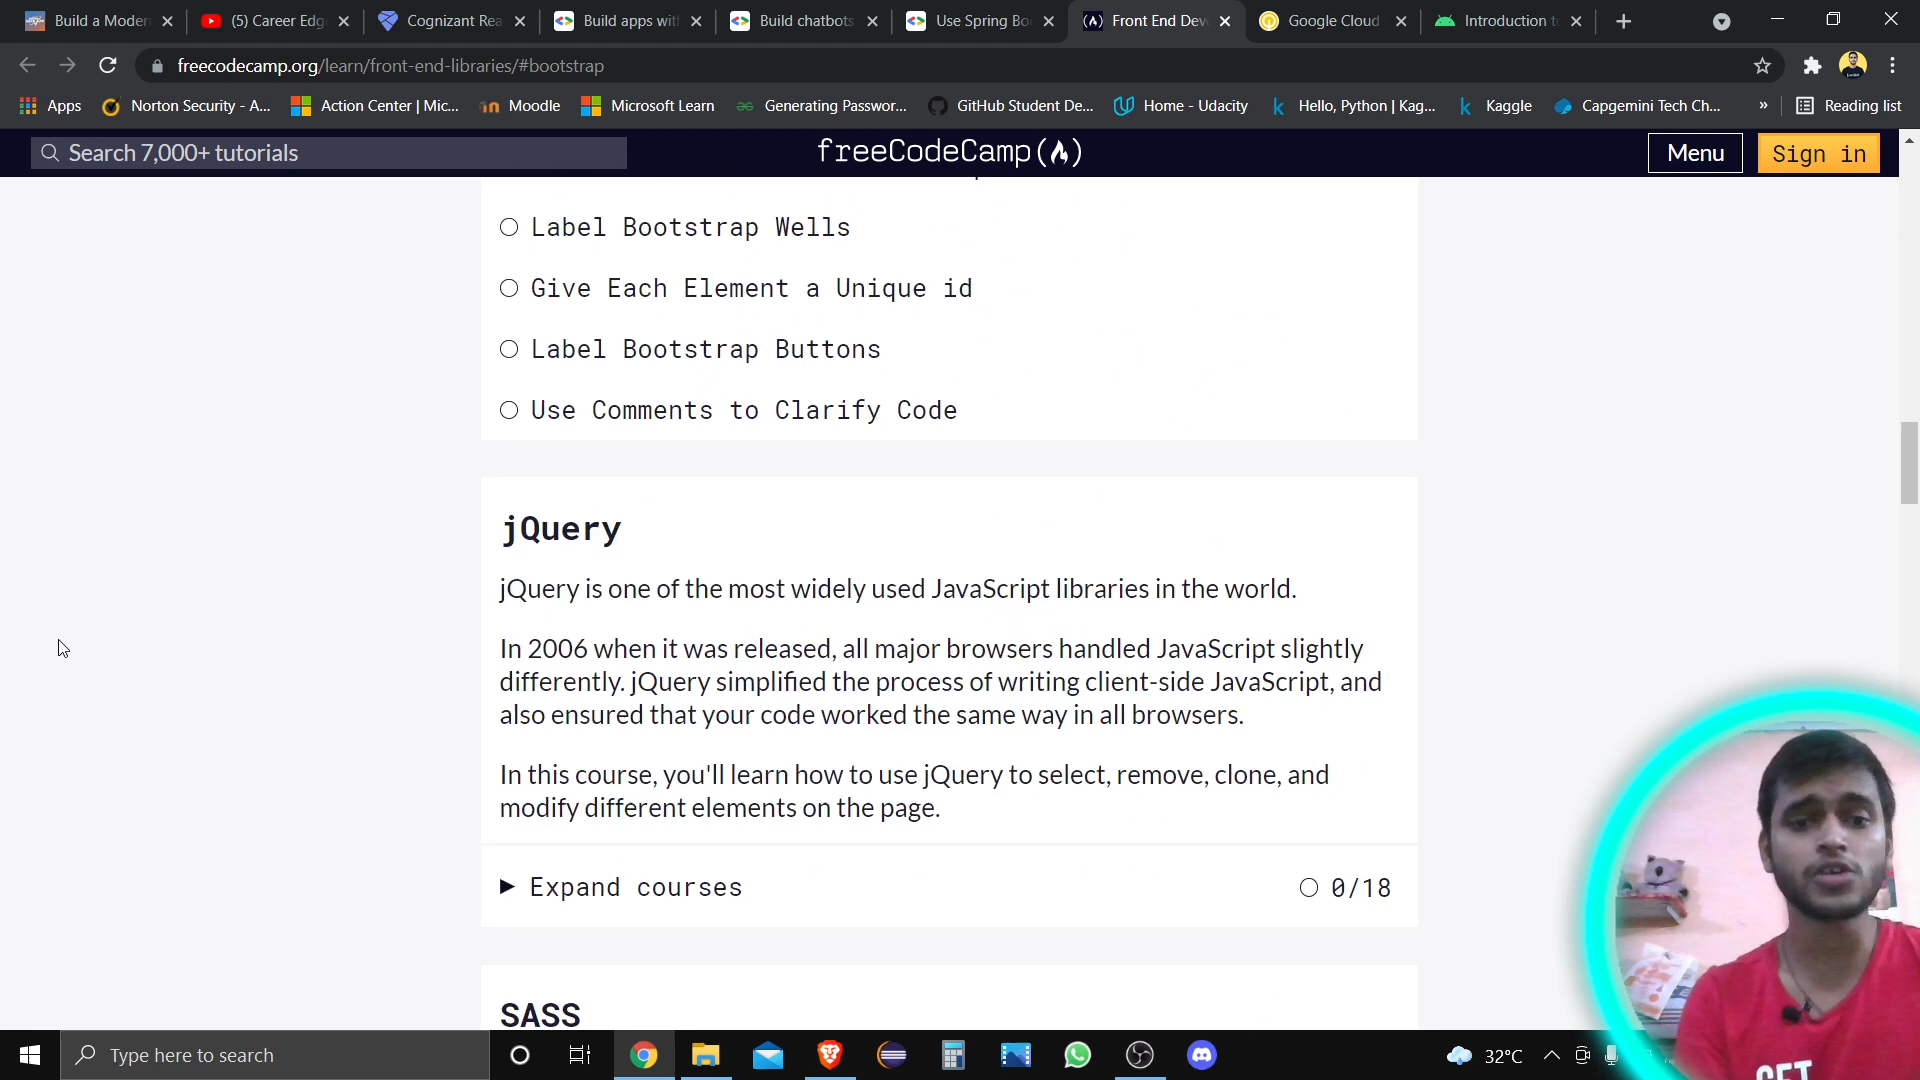 Build a Moder
(5) Career Edg
Cognizant Rea
Build apps wit
Build chatbots
Use Spring Bo
Front End Dev
Google Cloud
Introduction t
freecodecamp.org/learn/front-end-libraries/#bootstrap
Apps
Norton Security - A...
Action Center | Mic...
Moodle
Microsoft Learn
Generating Passwor...
GitHub Student De...
Home - Udacity
Hello, Python | Kag...
Kaggle
Capgemini Tech Ch...
»
Reading list
Search 7,000+ tutorials
freeCodeCamp
Menu
Sign in
Label Bootstrap Wells
Give Each Element a Unique id
Label Bootstrap Buttons
Use Comments to Clarify Code
jQuery
jQuery is one of the most widely used JavaScript libraries in the world.
In 2006 when it was released, all major browsers handled JavaScript slightly
differently. jQuery simplified the process of writing client-side JavaScript, and
also ensured that your code worked the same way in all browsers.
In this course, you'll learn how to use jQuery to select, remove, clone, and
modify different elements on the page.
Expand courses
0/18
SASS
Type here to search
32°C
GET